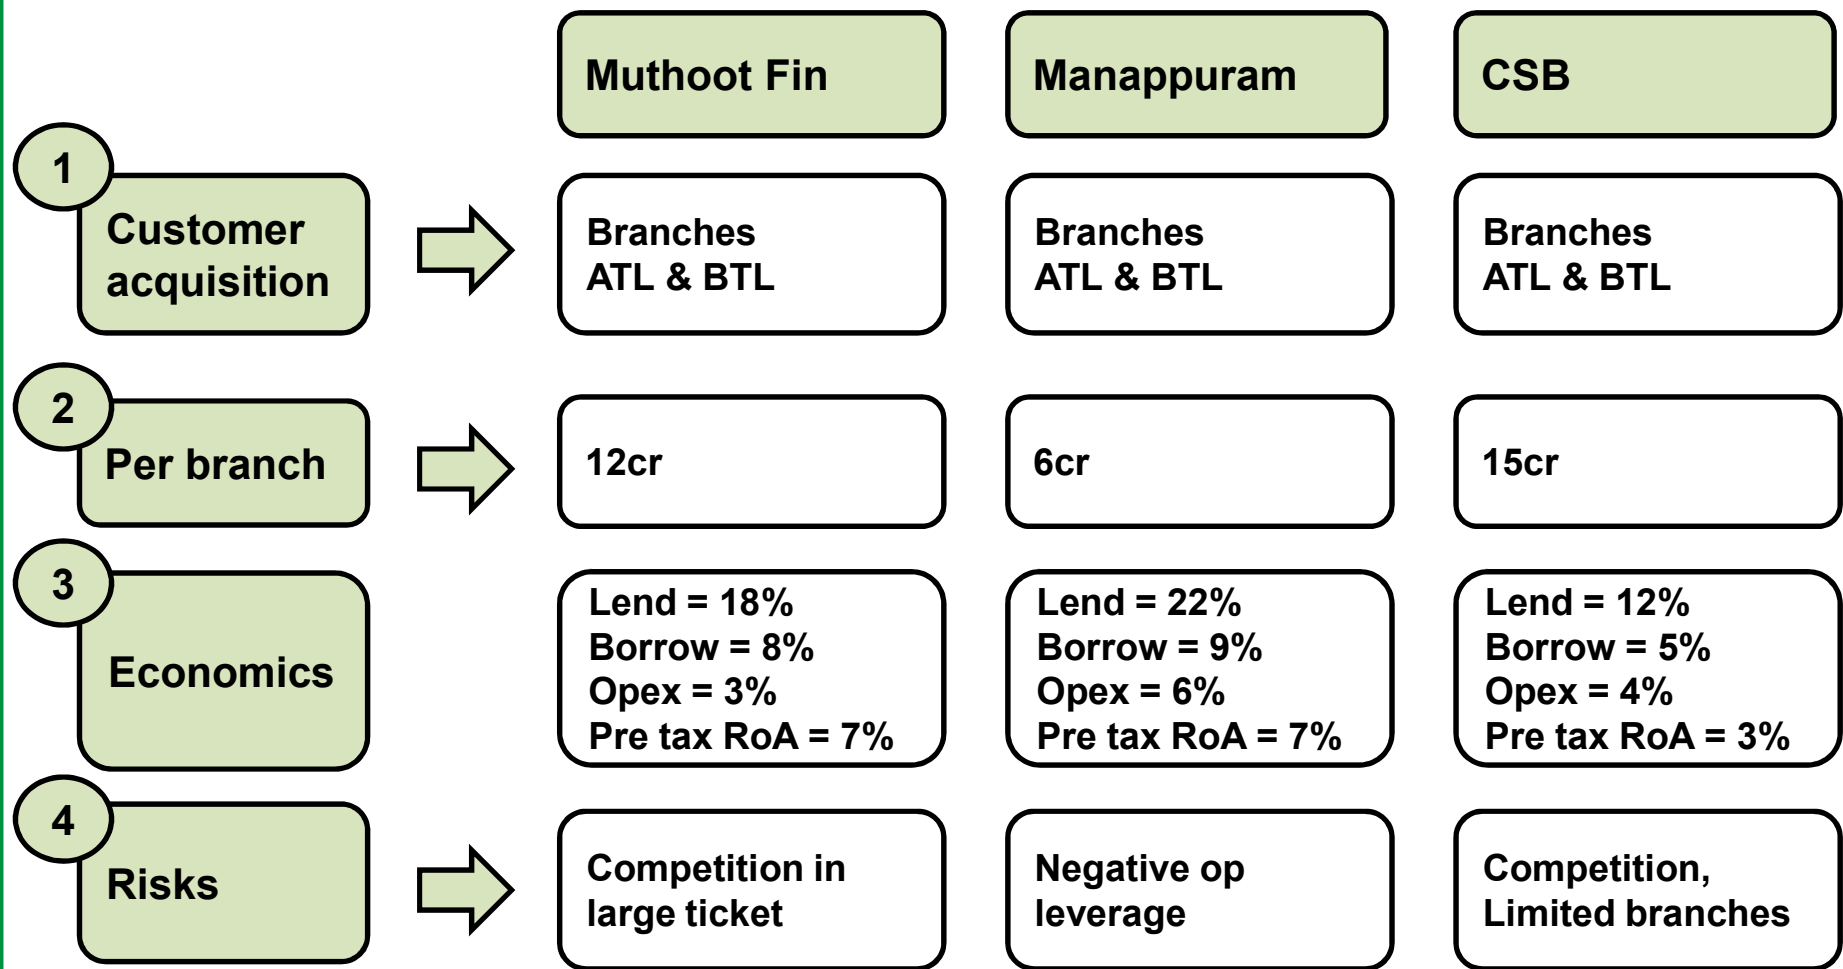 Muthoot Fin
Manappuram
CSB
1
Customer
acquisition
Branches
ATL & BTL
Branches
ATL & BTL
Branches
ATL & BTL
2
Per branch
12cr
6cr
15cr
3
Economics
Lend = 18%
Borrow = 8%
Opex = 3%
Pre tax RoA = 7%
Lend = 22%
Borrow = 9%
Opex = 6%
Pre tax RoA = 7%
Lend = 12%
Borrow = 5%
Opex = 4%
Pre tax RoA = 3%
4
Risks
Competition in
large ticket
Negative op
leverage
Competition,
Limited branches